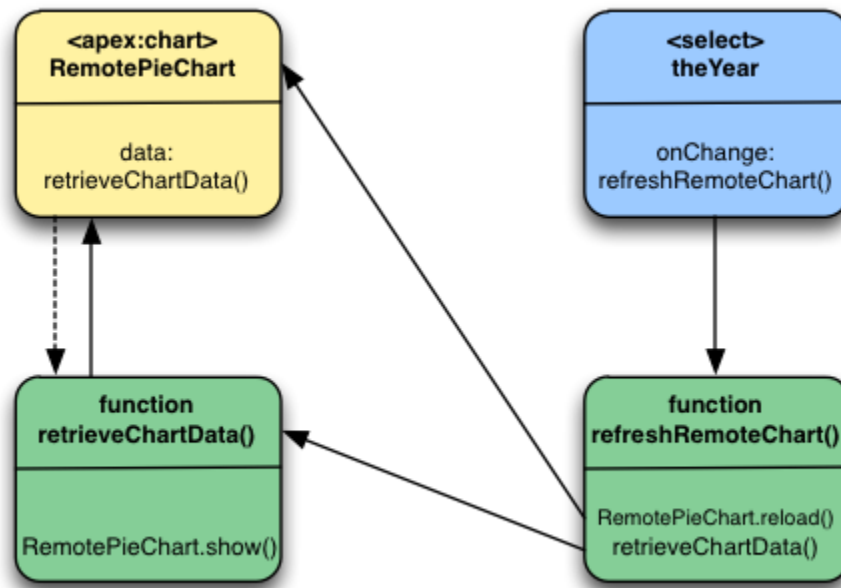 <apex:chart>
RemotePieChart
data:
retrieveChartData()
<select>
theYear
onChange:
refreshRemoteChart()
function
retrieveChartData()
RemotePieChart.show()
function
refreshRemoteChart()
RemotePieChart.reload()
retrieveChartData()